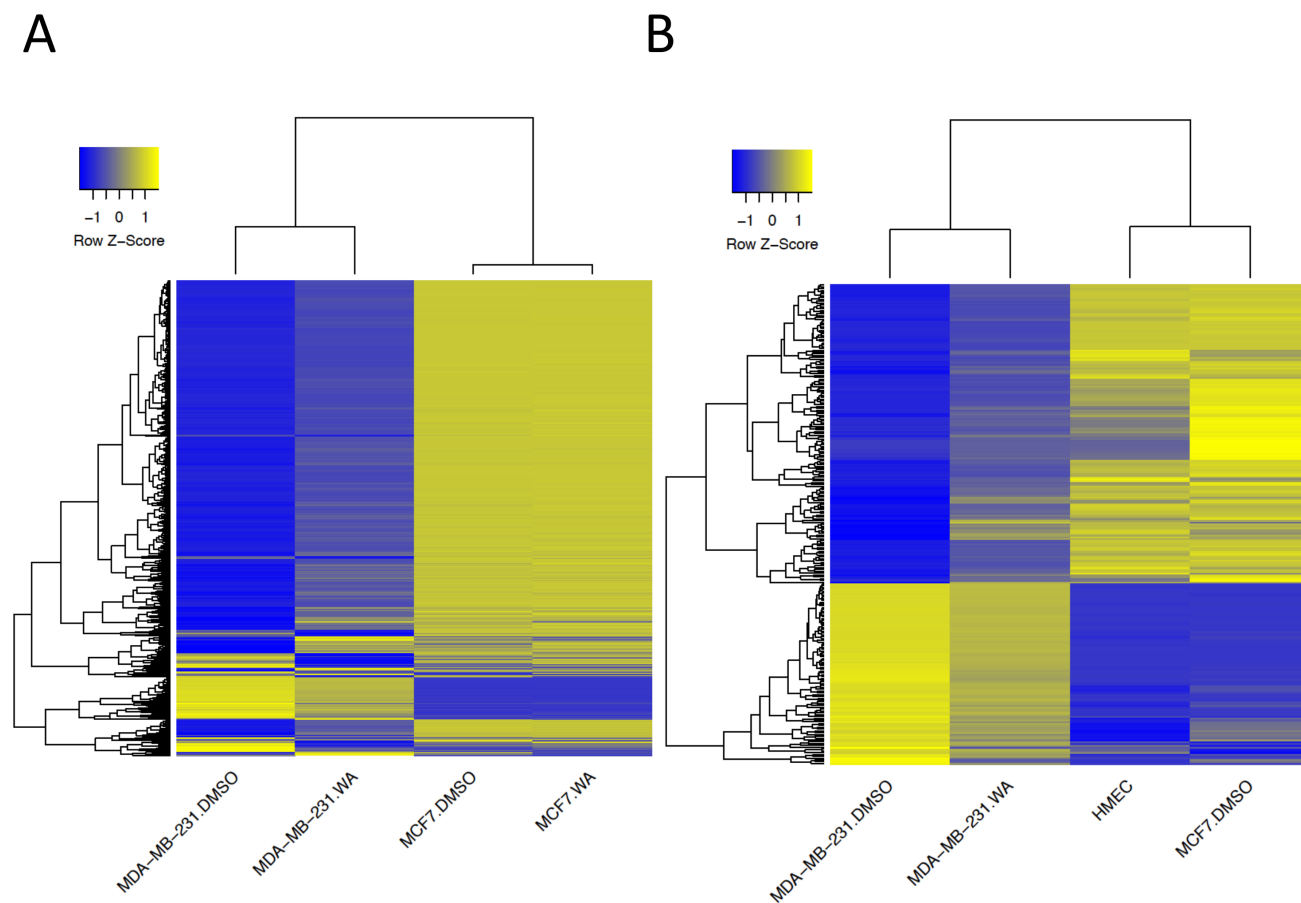 A
B
−1 0 1
Row Z−Score
−1 0 1
Row Z−Score
MDA−MB−231.DMSO
MDA−MB−231.WA
MCF7.DMSO
MCF7.WA
MDA−MB−231.DMSO
MDA−MB−231.WA
HMEC
MCF7.DMSO